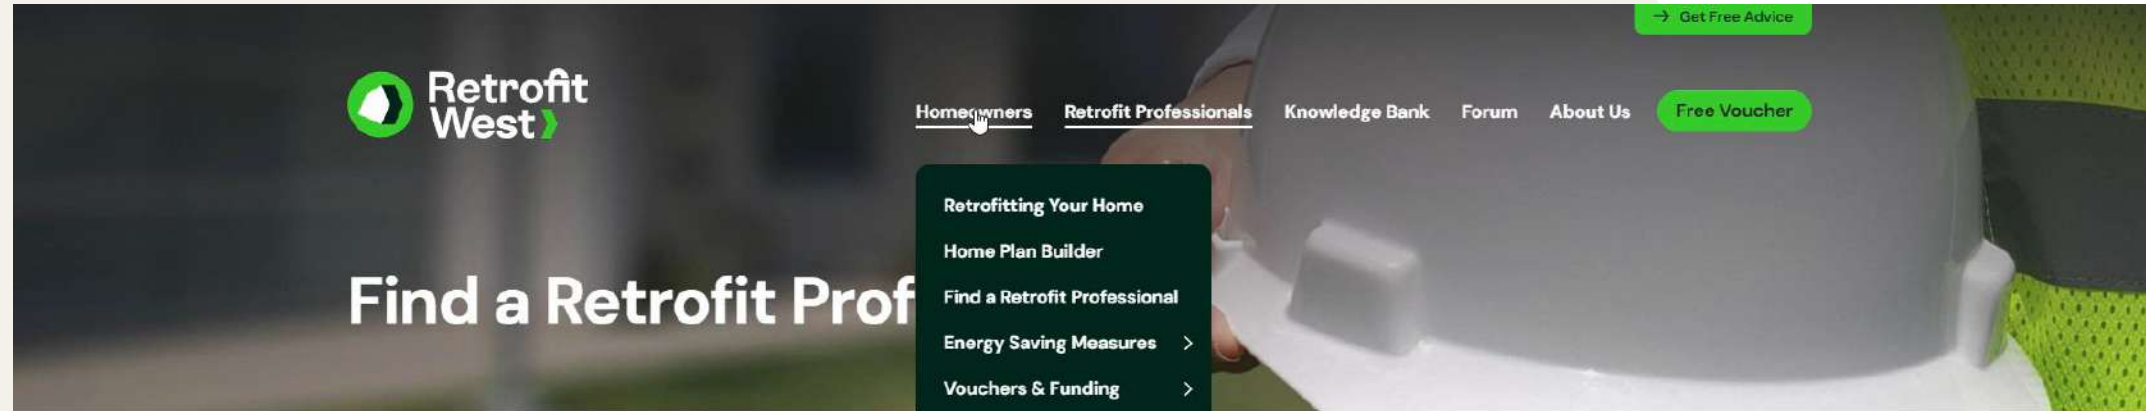 → Get Free Advice
Retrofit
West
Homeowners Retrofit Professionals Knowledge Bank Forum About Us Free Voucher
Retrofitting Your Home
Home Plan Builder
Find a Retrofit Prof
Find a Retrofit Professional
Energy Saving Measures >
Vouchers & Funding >